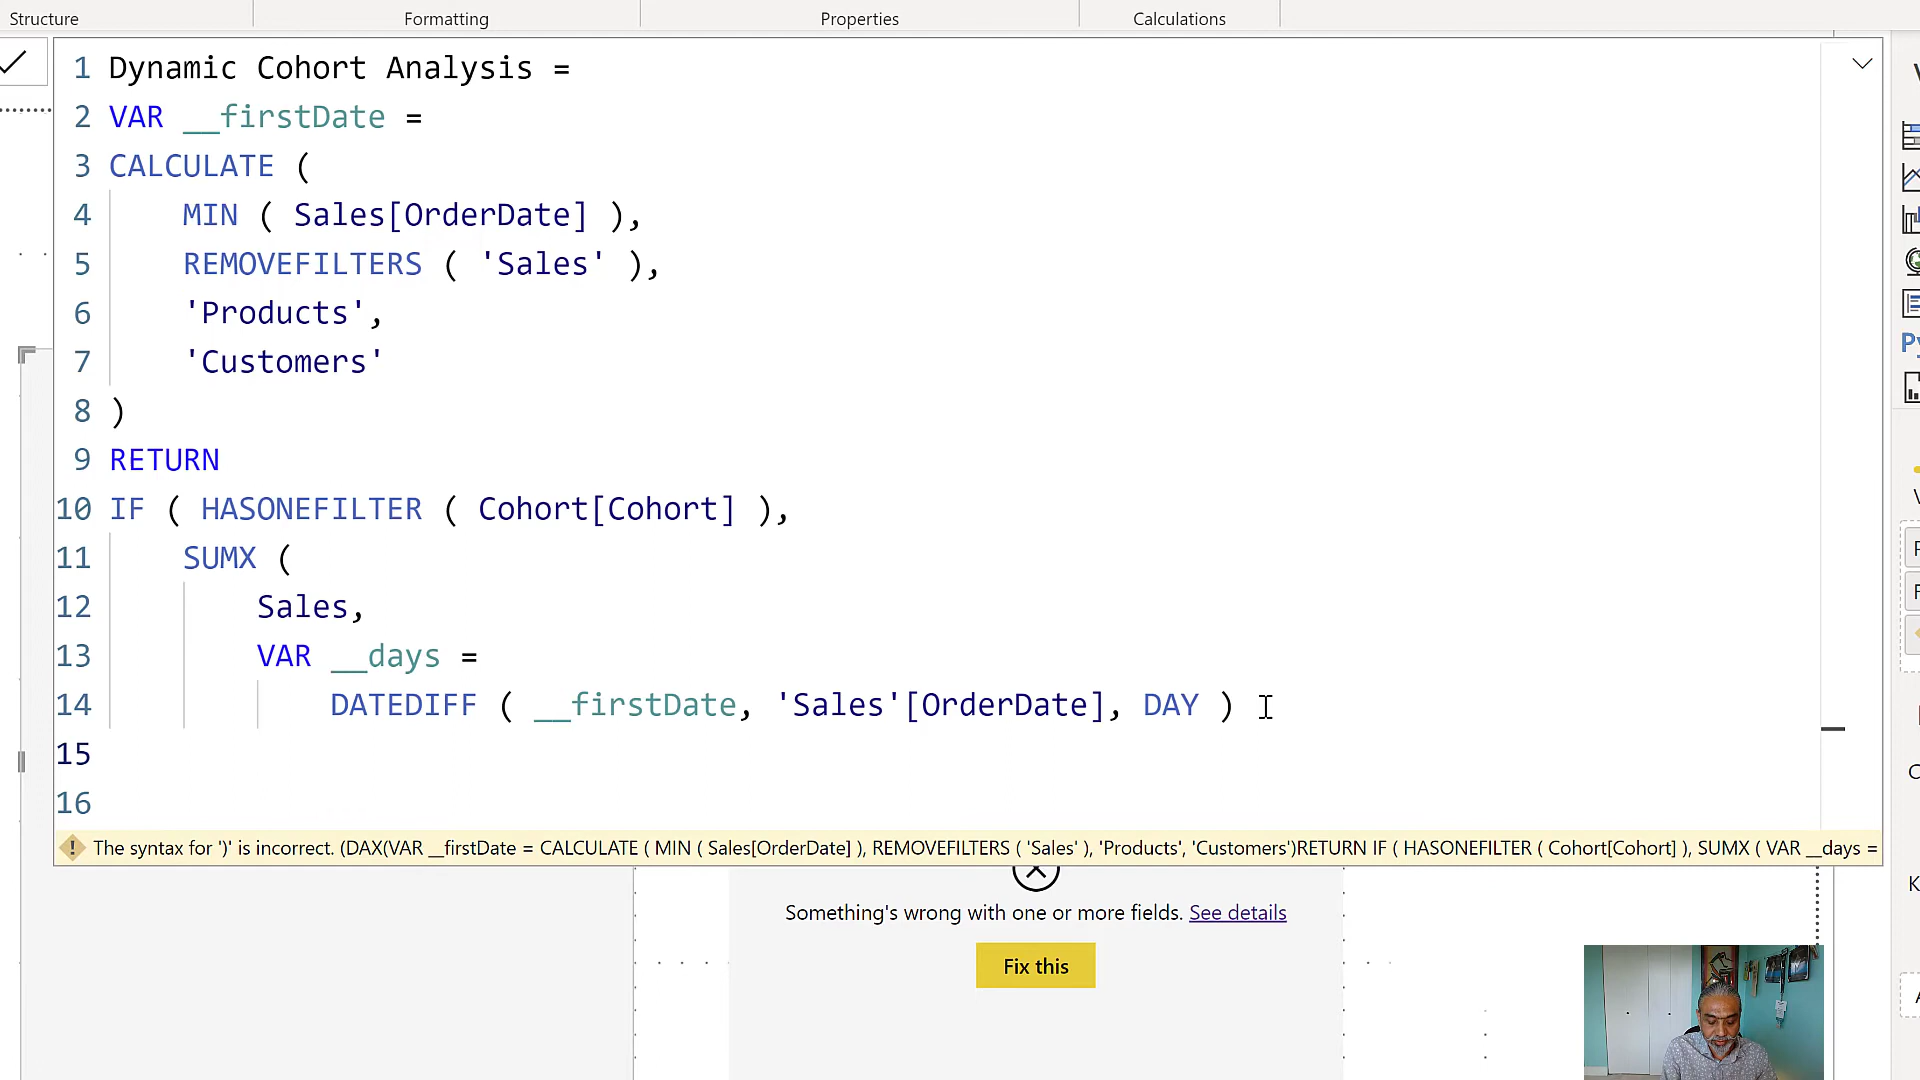 Structure
Formatting
Properties
Calculations
1 Dynamic Cohort Analysis =
2 VAR __firstDate =
3 CALCULATE (
4 MIN ( Sales[OrderDate] ),
5 REMOVEFILTERS ( 'Sales' ),
6 'Products',
7 'Customers'
8 )
9 RETURN
10 IF ( HASONEFILTER ( Cohort[Cohort] ),
11 SUMX (
12 Sales,
13 VAR __days =
14 DATEDIFF ( __firstDate, 'Sales'[OrderDate], DAY )
15
16
The syntax for ')' is incorrect. (DAX(VAR __firstDate = CALCULATE ( MIN ( Sales[OrderDate] ), REMOVEFILTERS ( 'Sales' ), 'Products', 'Customers')RETURN IF ( HASONEFILTER ( Cohort[Cohort] ), SUMX ( VAR __days =
Something's wrong with one or more fields. See details
Fix this